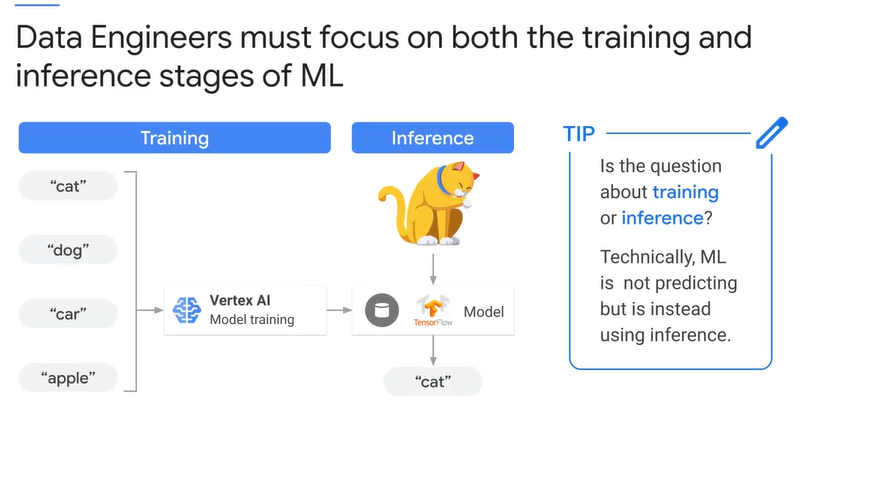 Data Engineers must focus on both the training and
inference stages of ML
Training
“cat”
“dog”
“car”
“apple”
Vertex AI
Model training
Inference
TensorFlow
Model
“cat”
TIP
Is the question
about training
or inference?
Technically, ML
is not predicting
but is instead
using inference.